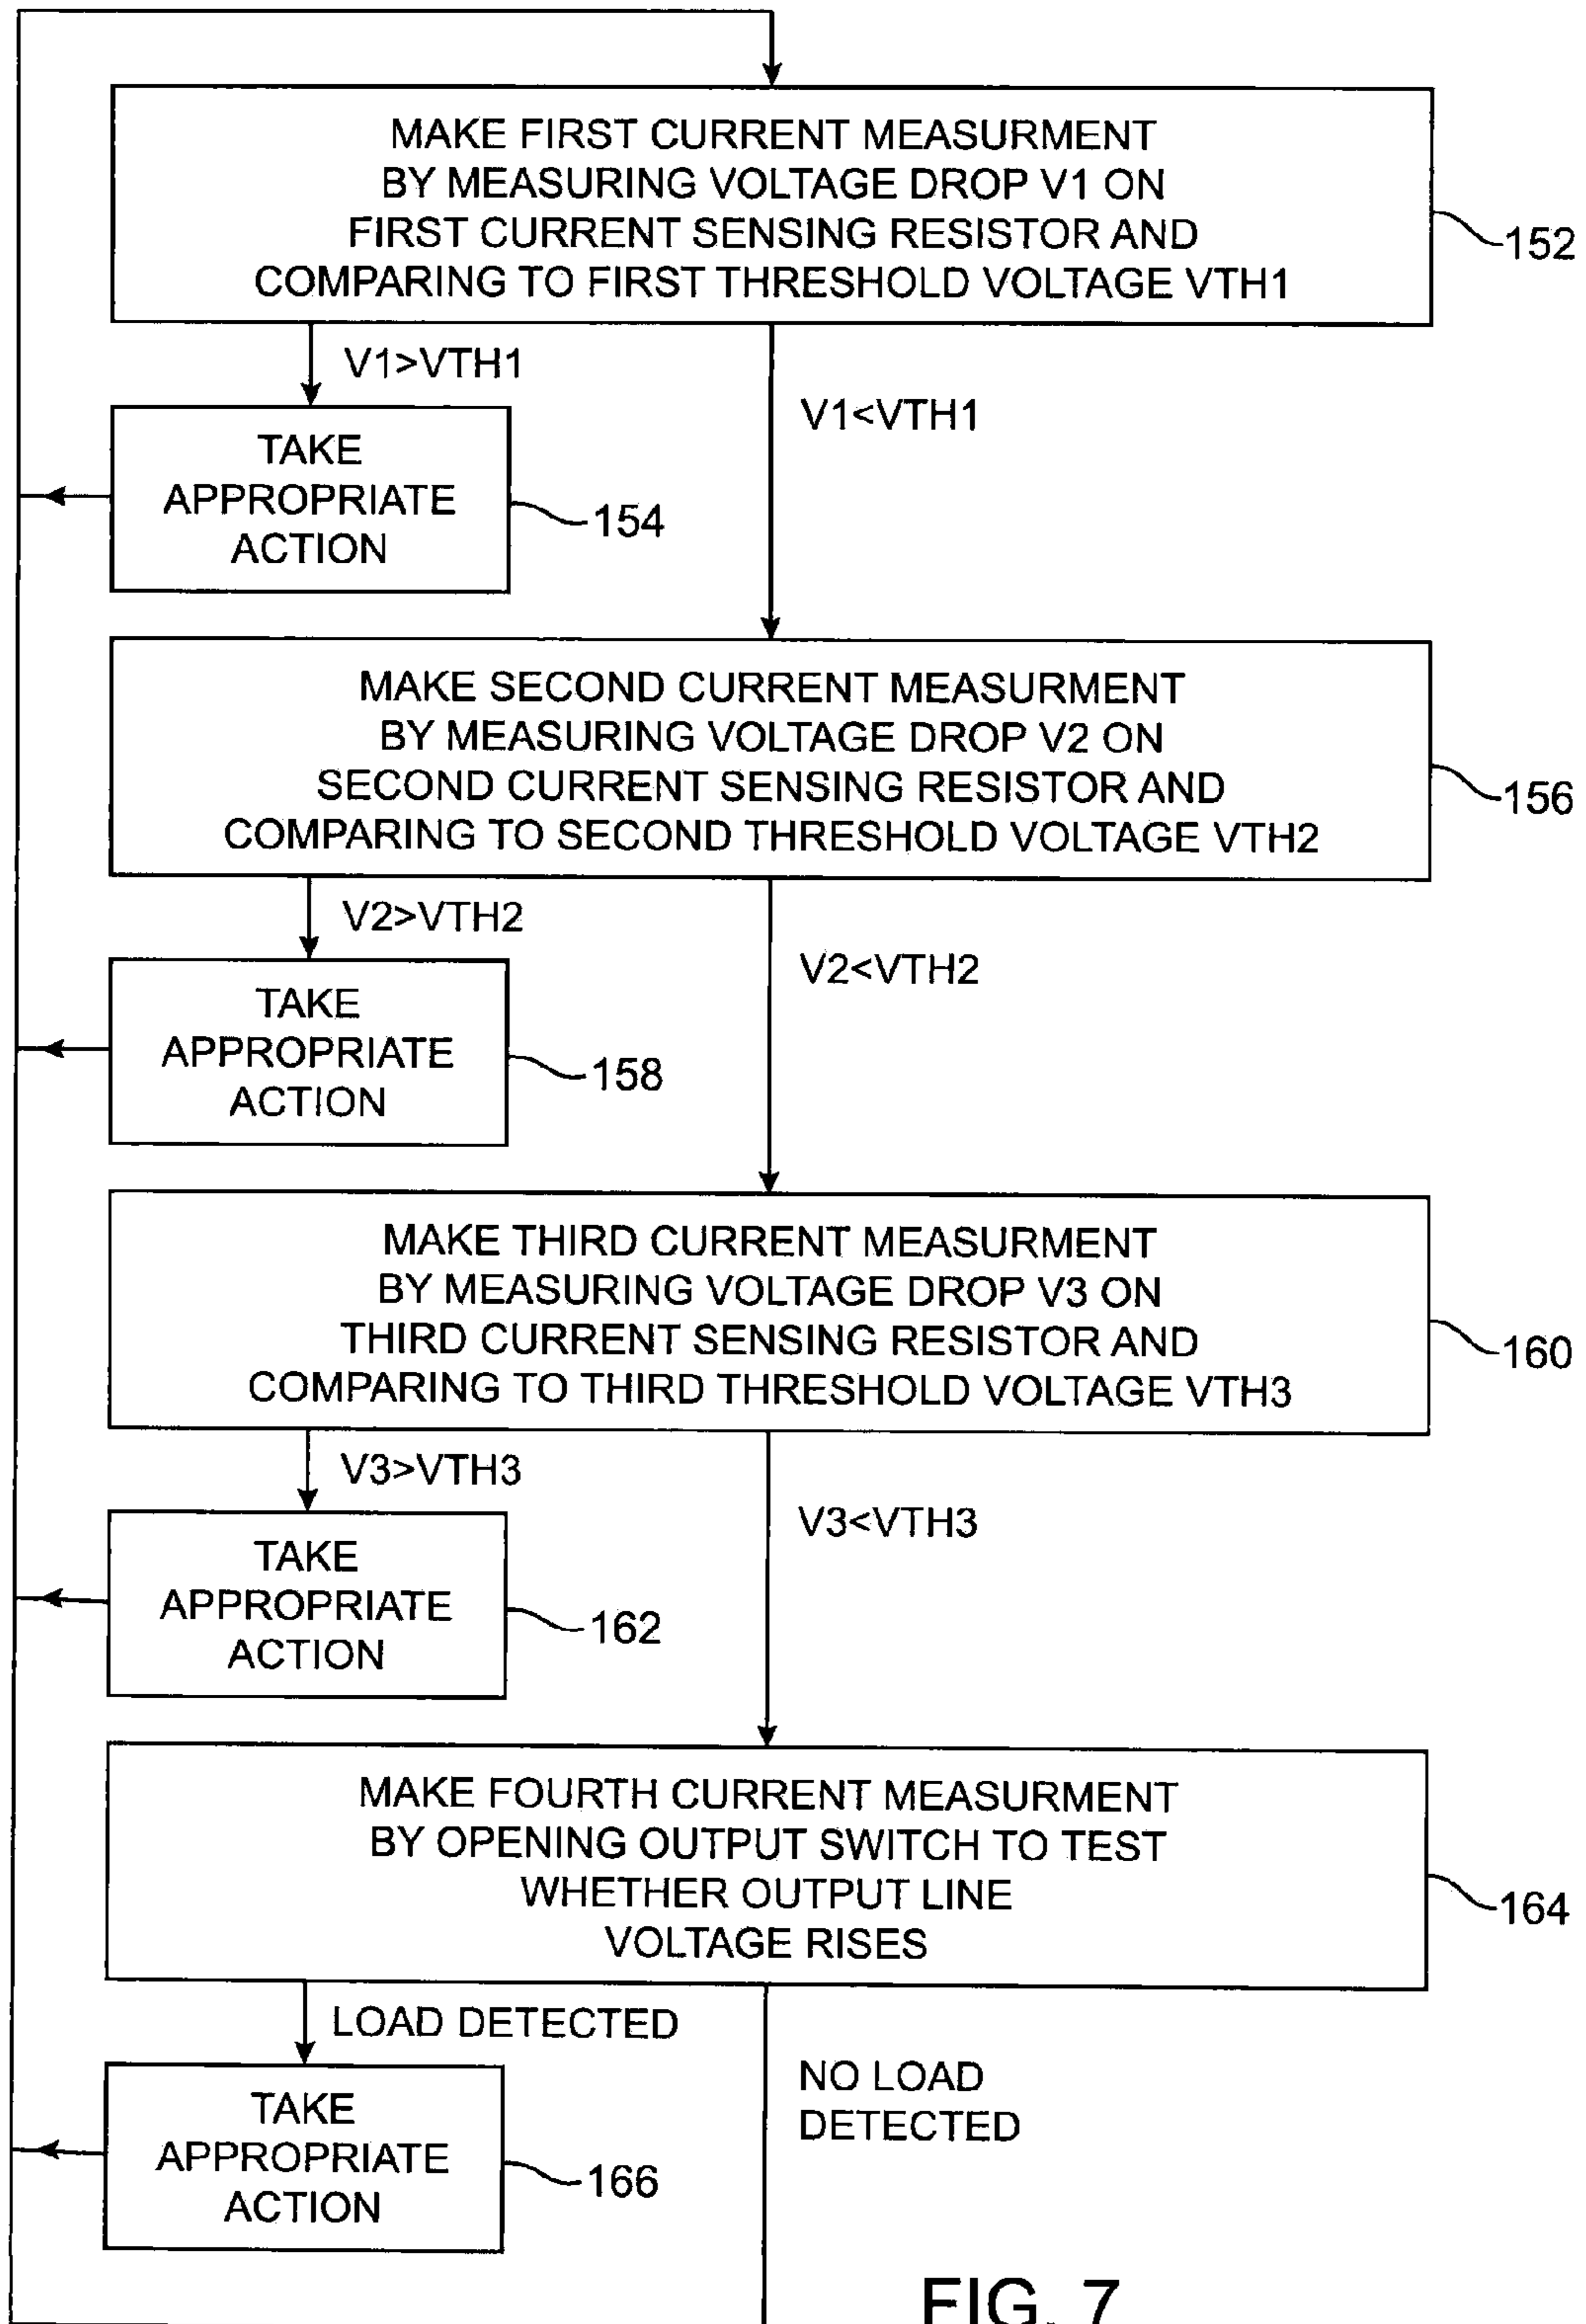 MAKE FIRST CURRENT MEASURMENT
BY MEASURING VOLTAGE DROP V1 ON
FIRST CURRENT SENSING RESISTOR AND
COMPARING TO FIRST THRESHOLD VOLTAGE VTH1
152
V1>VTH1
V1<VTH1
TAKE
APPROPRIATE
ACTION
154
MAKE SECOND CURRENT MEASURMENT
BY MEASURING VOLTAGE DROP V2 ON
SECOND CURRENT SENSING RESISTOR AND
COMPARING TO SECOND THRESHOLD VOLTAGE VTH2
156
V2>VTH2
V2<VTH2
TAKE
APPROPRIATE
ACTION
158
MAKE THIRD CURRENT MEASURMENT
BY MEASURING VOLTAGE DROP V3 ON
THIRD CURRENT SENSING RESISTOR AND
COMPARING TO THIRD THRESHOLD VOLTAGE VTH3
160
V3>VTH3
V3<VTH3
TAKE
APPROPRIATE
ACTION
162
MAKE FOURTH CURRENT MEASURMENT
BY OPENING OUTPUT SWITCH TO TEST
WHETHER OUTPUT LINE
VOLTAGE RISES
164
LOAD DETECTED
NO LOAD
DETECTED
TAKE
APPROPRIATE
ACTION
166
FIG. 7